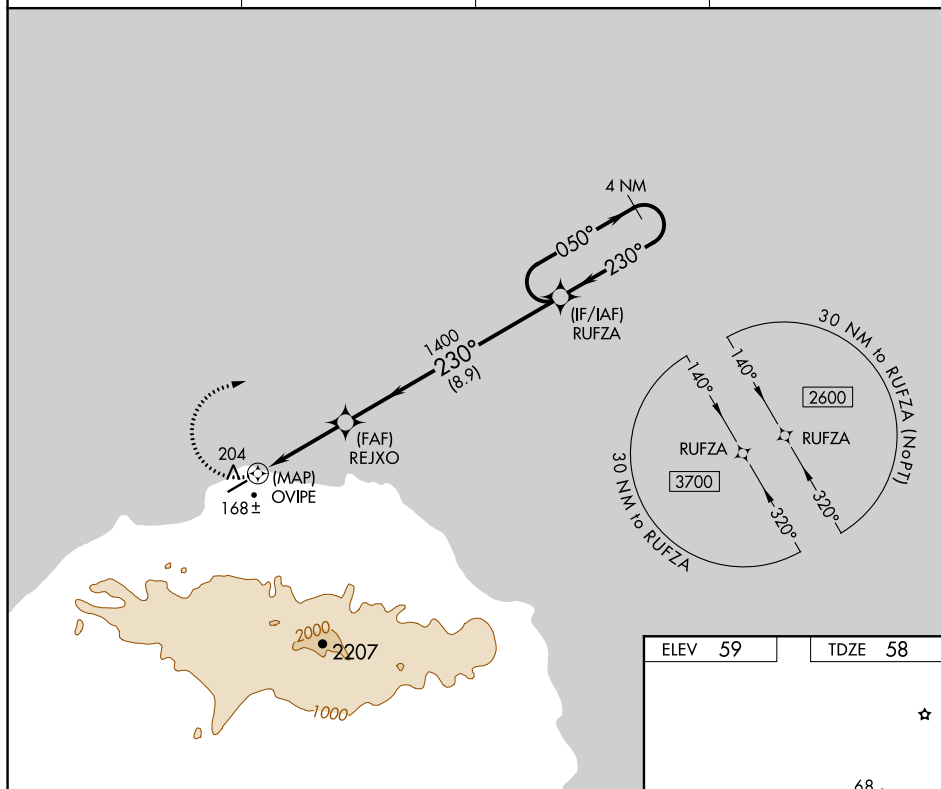 4 NM
050°
230°
(IF/IAF)
RUFZA
1400
230°
(8.9)
(FAF)
REJXO
204
(MAP)
OVIPE
168±
30 NM to RUFZA (NoPT)
140°
140°
2600
RUFZA
RUFZA
3700
320°
320°
30 NM to RUFZA
2000
2207
1000
ELEV 59
TDZE 58
68